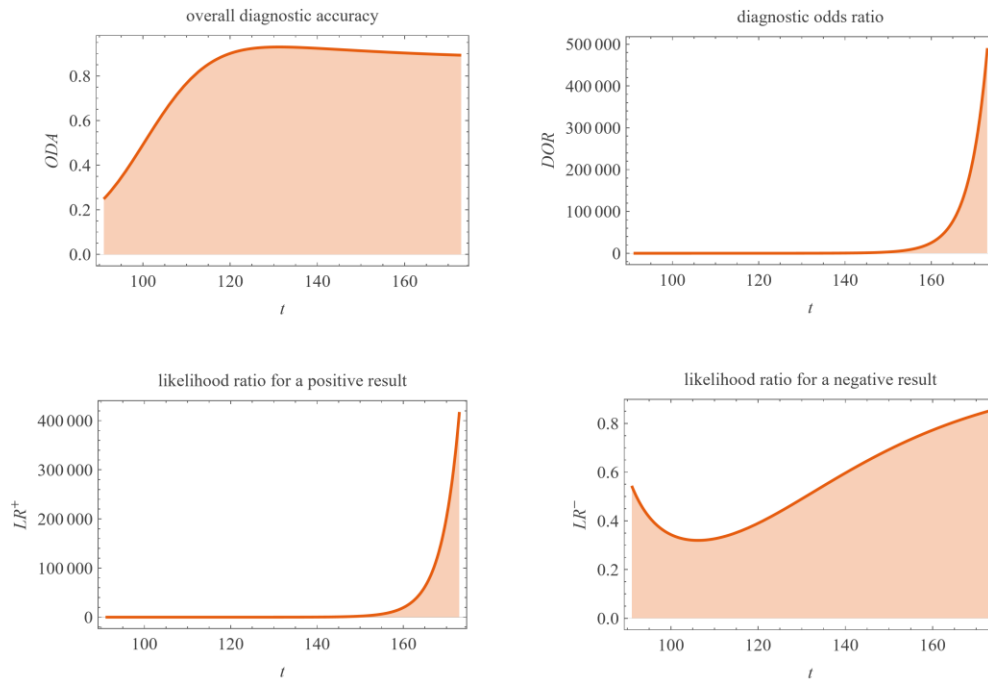 overall diagnostic accuracy
ODA
0.8
0.6
0.4
0.2
0.0
100 120 140 160
t
diagnostic odds ratio
DOR
500 000
400 000
300 000
200 000
100 000
0
100 120 140 160
t
likelihood ratio for a positive result
LR+
400 000
300 000
200 000
100 000
0
100 120 140 160
t
likelihood ratio for a negative result
LR−
0.8
0.6
0.4
0.2
0.0
100 120 140 160
t